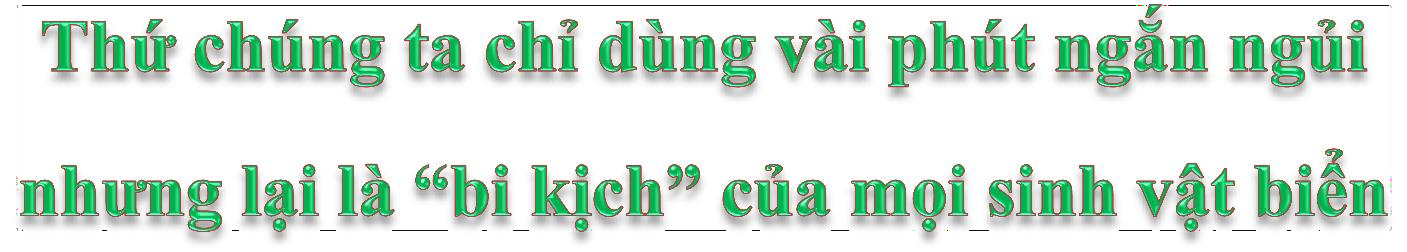 Thứ chúng ta chỉ dùng vài phút ngắn ngủi
nhưng lại là “bi kịch” của mọi sinh vật biển